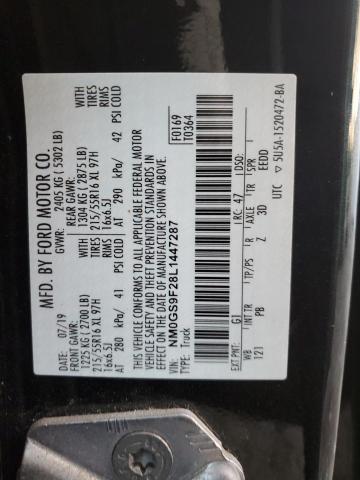 MFD. BY FORD MOTOR CO.
DATE: 07/19 GVWR: 2405 KG ( 5302 LB)
FRONT GAWR: REAR GAWR:
1225 KG ( 2700 LB) WITH 1304 KG ( 2875 LB) WITH
215/55R16 XL 97H TIRES 215/55R16 XL 97H TIRES
16x6.5J RIMS 16x6.5J RIMS
AT 280 kPa/ 41 PSI COLD AT 290 kPa/ 42 PSI COLD
THIS VEHICLE CONFORMS TO ALL APPLICABLE FEDERAL MOTOR
VEHICLE SAFETY AND THEFT PREVENTION STANDARDS IN
EFFECT ON THE DATE OF MANUFACTURE SHOWN ABOVE.
VIN: NM0GS9F28L1447287 F0169
TYPE: Truck T0364
EXT PNT: G1 RC: 47 DSO:
WB BRK INT TR TP/PS R AXLE TR SPR
121 PB Z 3D EEDD
UTC 5U5A-1520472-BA